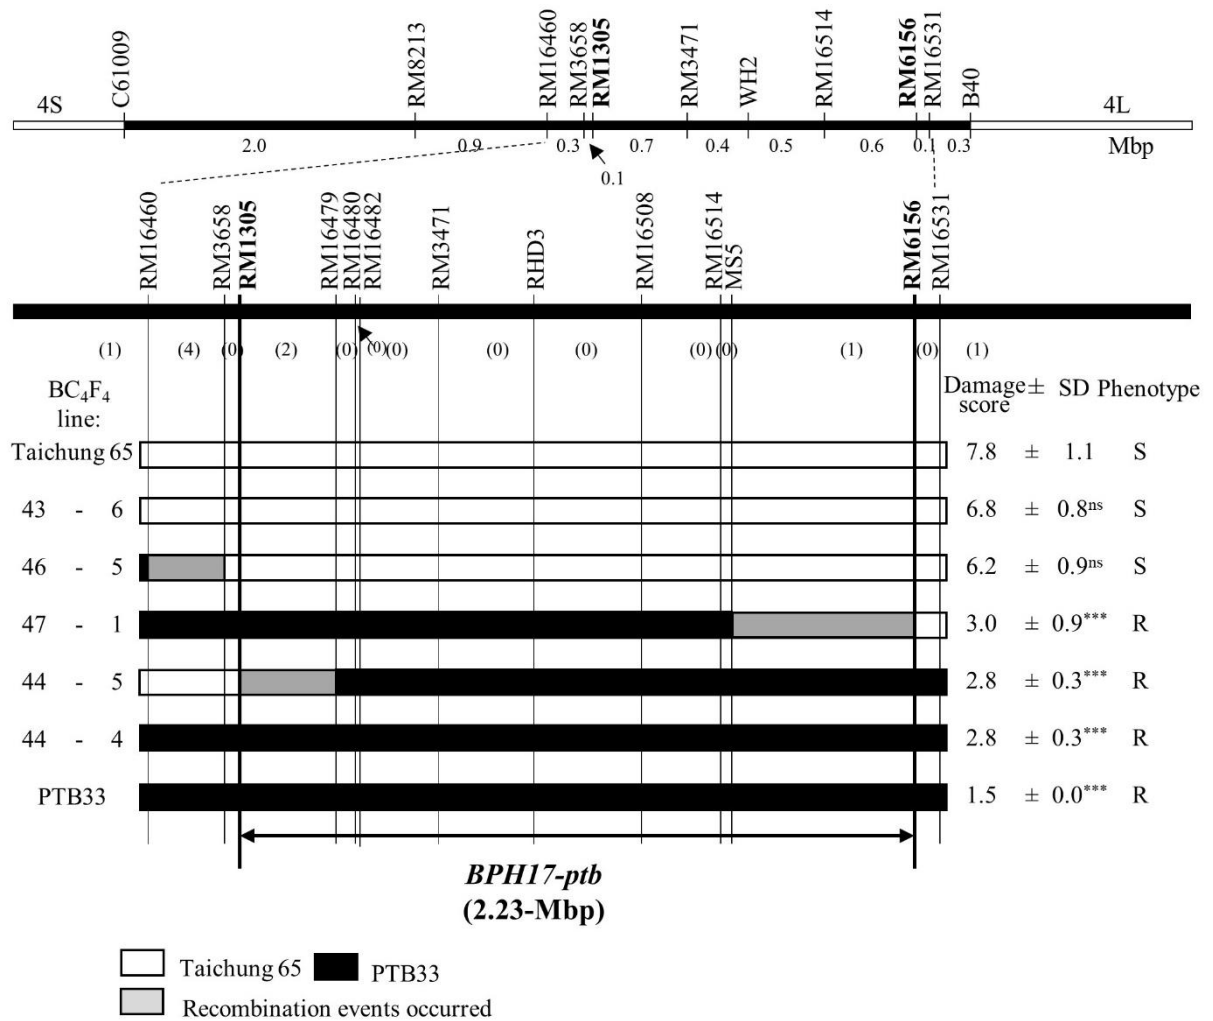 C61009 RM8213 RM16460 RM3658 RM1305 RM3471 WH2 RM16514 RM6156 RM16531 B40
4S 4L
2.0 0.9 0.3 0.7 0.4 0.5 0.6 0.1 0.3 Mbp
0.1
RM16460 RM3658 RM1305 RM16479 RM16480 RM16482 RM3471 RHD3 RM16508 RM16514 MS5 RM6156 RM16531
(1) (4) (0) (2) (0) (0) (0) (0) (0) (0) (0) (1) (0) (1)
BC₄F₄
line:
Damage ± SD Phenotype
score
Taichung 65 7.8 ± 1.1 S
43 - 6 6.8 ± 0.8ns S
46 - 5 6.2 ± 0.9ns S
47 - 1 3.0 ± 0.9*** R
44 - 5 2.8 ± 0.3*** R
44 - 4 2.8 ± 0.3*** R
PTB33 1.5 ± 0.0*** R
BPH17-ptb
(2.23-Mbp)
Taichung 65 PTB33
Recombination events occurred